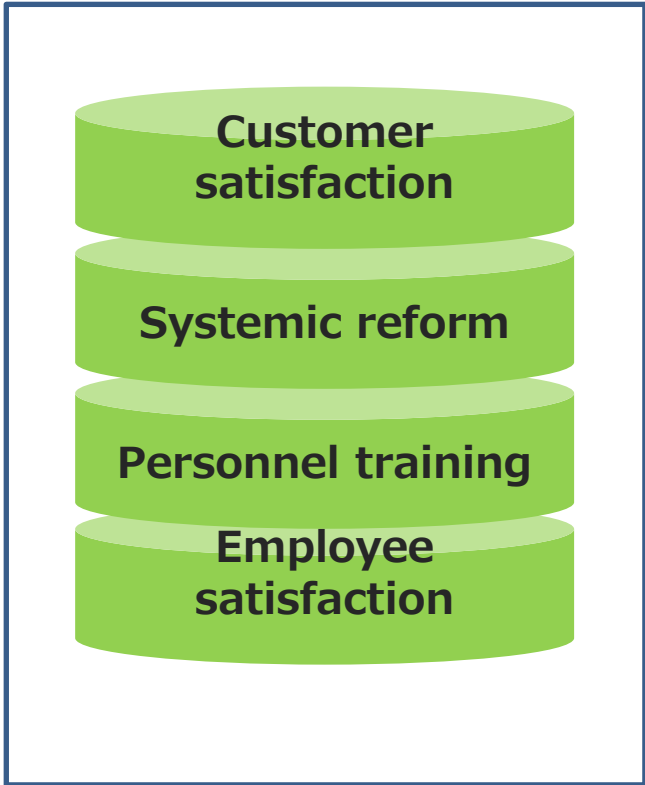 Customer
satisfaction
Systemic reform
Personnel training
Employee
satisfaction